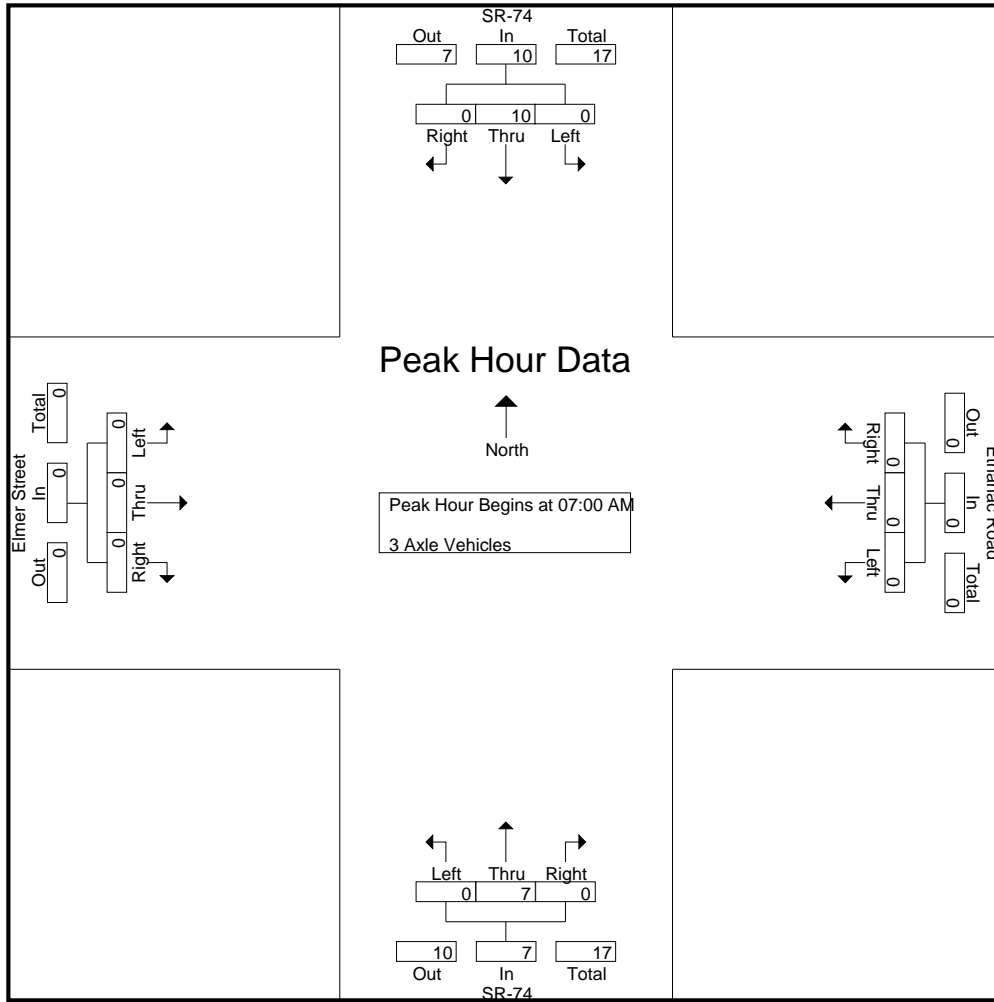 SR-74
Out In Total
7 10 17
0 10 0
Right Thru Left
Peak Hour Data
North
Peak Hour Begins at 07:00 AM
3 Axle Vehicles
Elmer Street
Total In Out
0 0 0
0 0 0
Left Thru Right
Right Thru Left
0 0 0
Out In Total
0 0 0
Road
Left Thru Right
0 7 0
10 7 17
Out In Total
SR-74